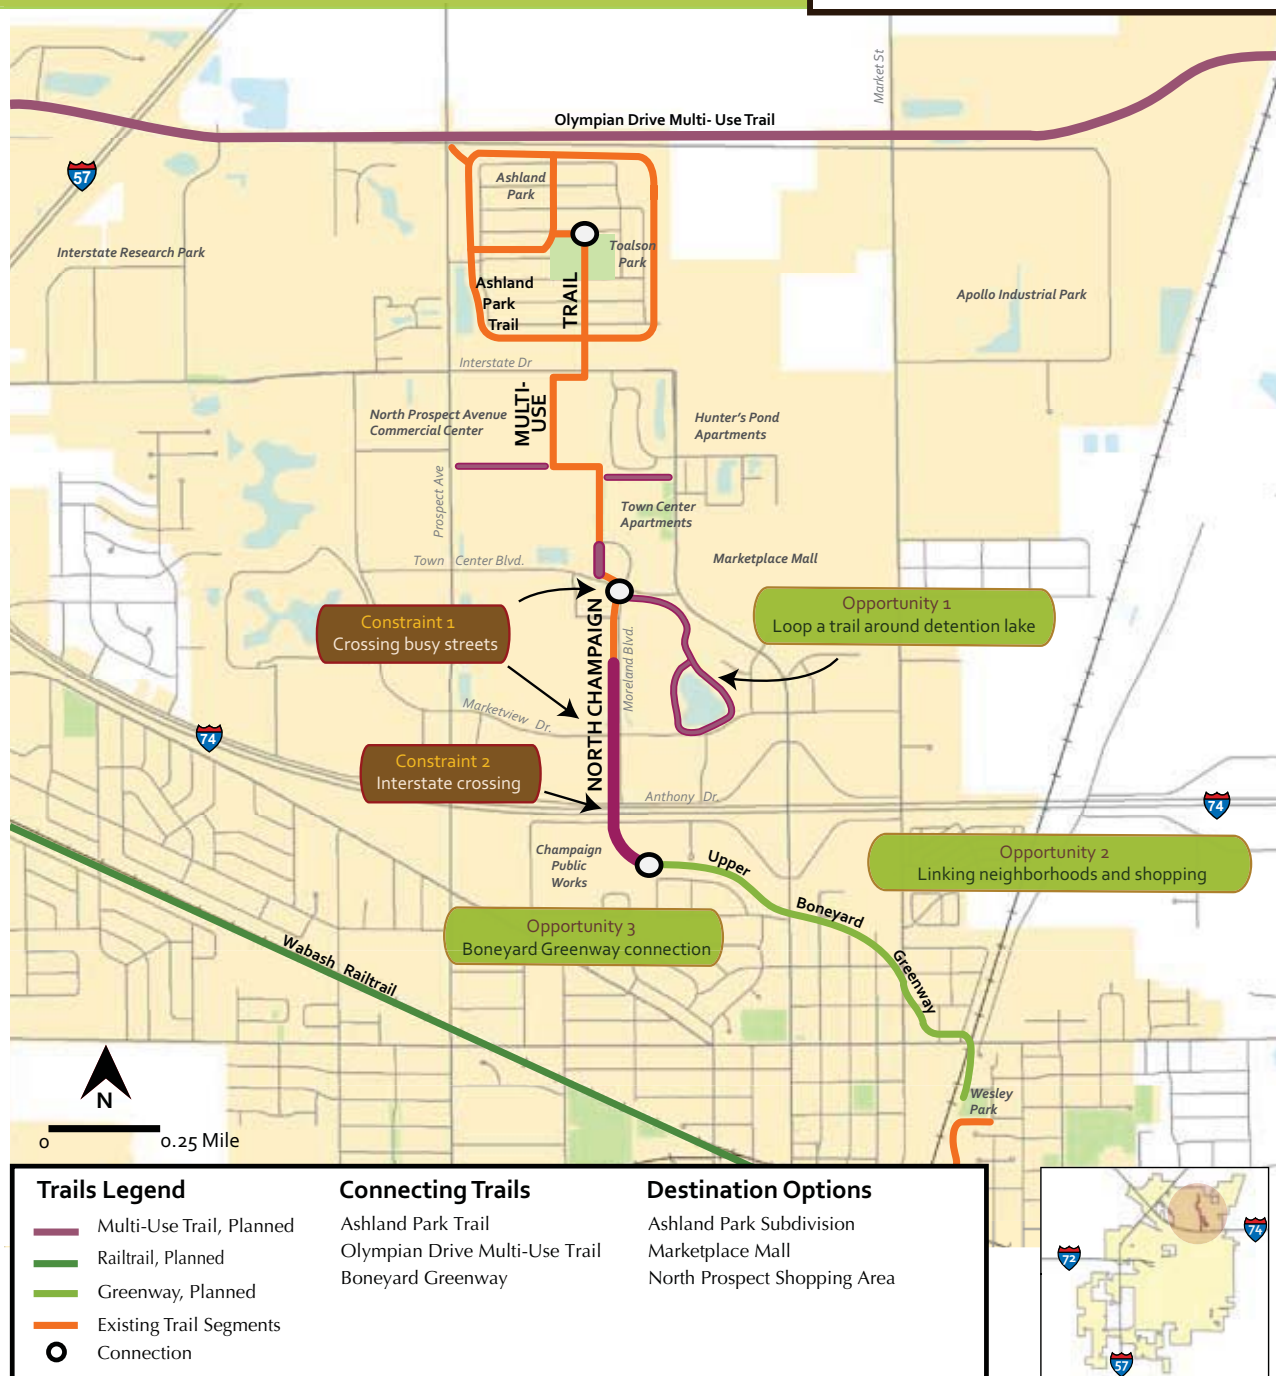 Market St
Olympian Drive Multi- Use Trail
57
Ashland
Park
Toalson
Park
Interstate Research Park
Ashland
Park
Trail
TRAIL
Apollo Industrial Park
Interstate Dr
MULTI-
USE
North Prospect Avenue
Commercial Center
Hunter's Pond
Apartments
Prospect Ave
Town Center
Apartments
Town Center Blvd.
Marketplace Mall
Opportunity 1
Loop a trail around detention lake
Constraint 1
Crossing busy streets
NORTH CHAMPAIGN
Moreland Blvd.
Marketview Dr.
74
Constraint 2
Interstate crossing
Anthony Dr.
74
Champaign
Public
Works
Upper
Boneyard
Greenway
Opportunity 2
Linking neighborhoods and shopping
Opportunity 3
Boneyard Greenway connection
Wabash Railtrail
Wesley
Park
N
0 0.25 Mile
Trails Legend
Multi-Use Trail, Planned
Railtrail, Planned
Greenway, Planned
Existing Trail Segments
Connection
Connecting Trails
Ashland Park Trail
Olympian Drive Multi-Use Trail
Boneyard Greenway
Destination Options
Ashland Park Subdivision
Marketplace Mall
North Prospect Shopping Area
74
72
57